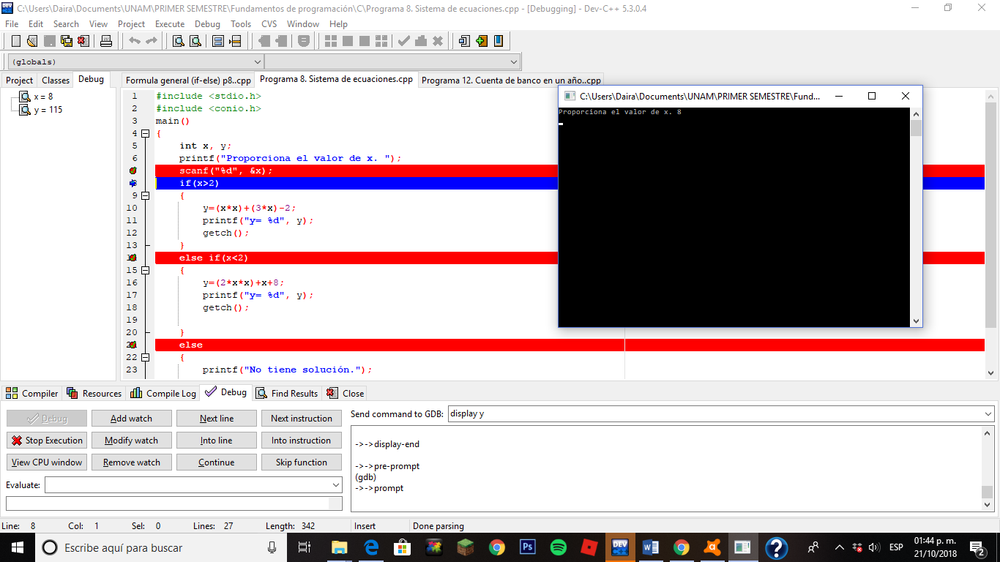 C:\Users\Daira\Documents\UNAM\PRIMER SEMESTRE\Fundamentos de programación\C\Programa 8. Sistema de ecuaciones.cpp - [Debugging] - Dev-C++ 5.3.0.4
File Edit Search View Project Execute Debug Tools CVS Window Help
(globals)
Project Classes Debug
Formula general (if-else) p8..cpp Programa 8. Sistema de ecuaciones.cpp Programa 12. Cuenta de banco en un año..cpp
x = 8
y = 115
1 #include <stdio.h>
2 #include <conio.h>
3 main()
4 {
5 int x, y;
6 printf("Proporciona el valor de x. ");
scanf("%d", &x);
if(x>2)
9 {
10 y=(x*x)+(3*x)-2;
11 printf("y= %d", y);
12 getch();
13 }
else if(x<2)
15 {
16 y=(2*x*x)+x+8;
17 printf("y= %d", y);
18 getch();
19
20 }
else
22 {
23 printf("No tiene solución.");
C:\Users\Daira\Documents\UNAM\PRIMER SEMESTRE\Fund...
Proporciona el valor de x. 8
Compiler Resources Compile Log Debug Find Results Close
Debug Add watch Next line Next instruction
Stop Execution Modify watch Into line Into instruction
View CPU window Remove watch Continue Skip function
Evaluate:
Send command to GDB: display y
->->display-end
->->pre-prompt
(gdb)
->->prompt
Line: 8 Col: 1 Sel: 0 Lines: 27 Length: 342 Insert Done parsing
Escribe aquí para buscar
Ps
DEV
ESP
01:44 p. m.
21/10/2018
2